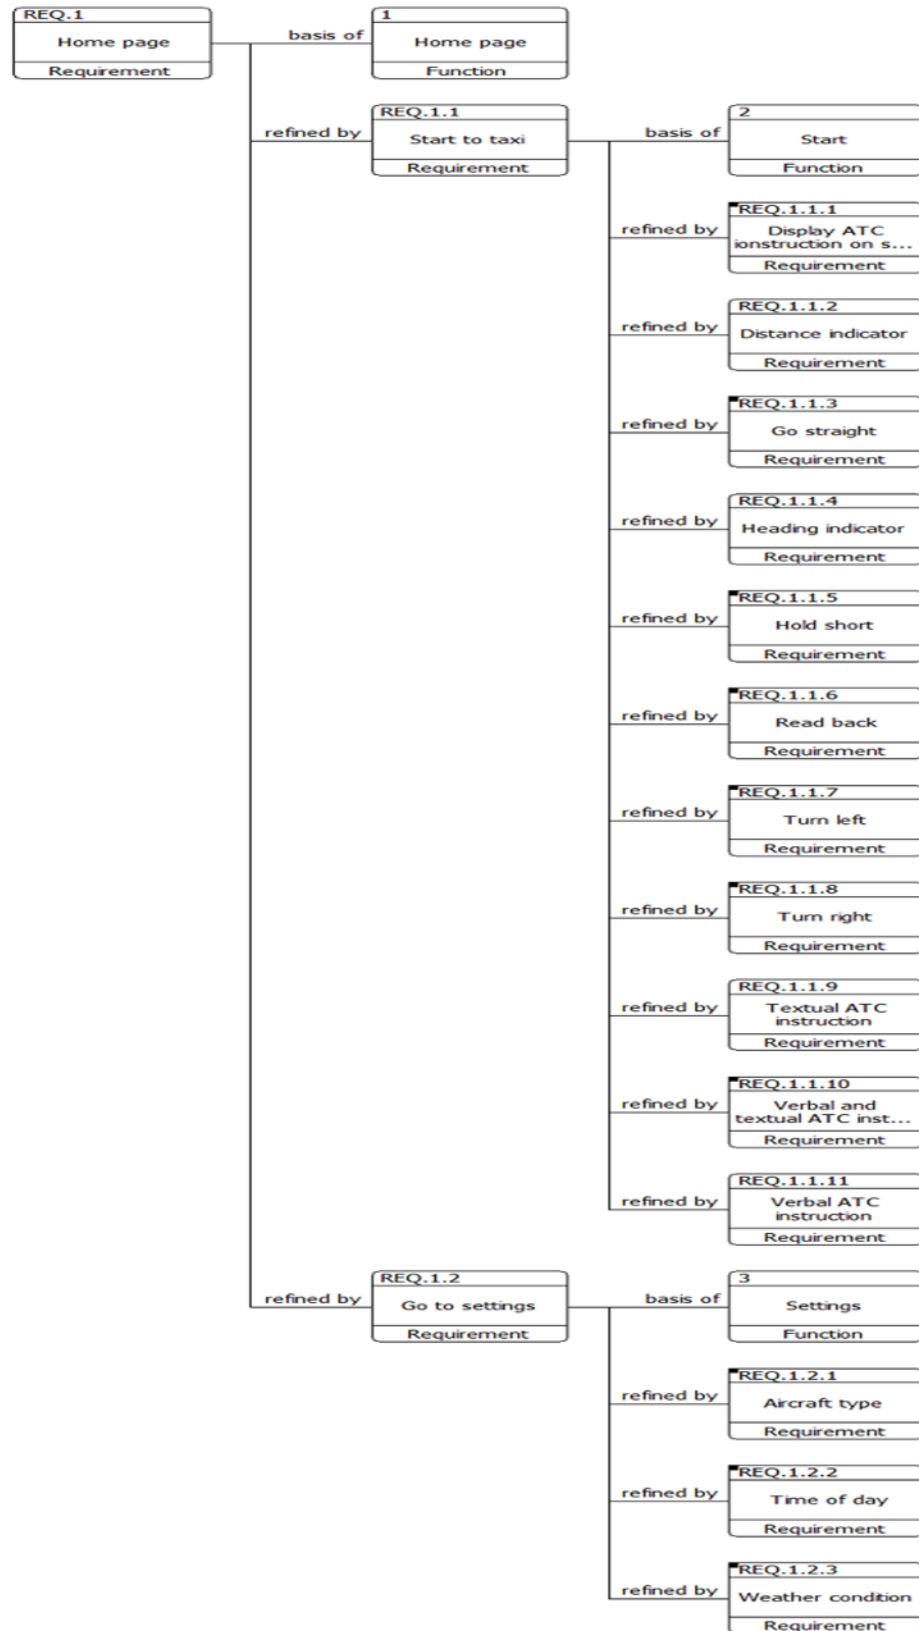 REQ.1
Home page
Requirement
basis of
1
Home page
Function
refined by
REQ.1.1
Start to taxi
Requirement
basis of
2
Start
Function
refined by
REQ.1.1.1
Display ATC
ionstruction on s...
Requirement
refined by
REQ.1.1.2
Distance indicator
Requirement
refined by
REQ.1.1.3
Go straight
Requirement
refined by
REQ.1.1.4
Heading indicator
Requirement
refined by
REQ.1.1.5
Hold short
Requirement
refined by
REQ.1.1.6
Read back
Requirement
refined by
REQ.1.1.7
Turn left
Requirement
refined by
REQ.1.1.8
Turn right
Requirement
refined by
REQ.1.1.9
Textual ATC
instruction
Requirement
refined by
REQ.1.1.10
Verbal and
textual ATC inst...
Requirement
refined by
REQ.1.1.11
Verbal ATC
instruction
Requirement
refined by
REQ.1.2
Go to settings
Requirement
basis of
3
Settings
Function
refined by
REQ.1.2.1
Aircraft type
Requirement
refined by
REQ.1.2.2
Time of day
Requirement
refined by
REQ.1.2.3
Weather condition
Requirement